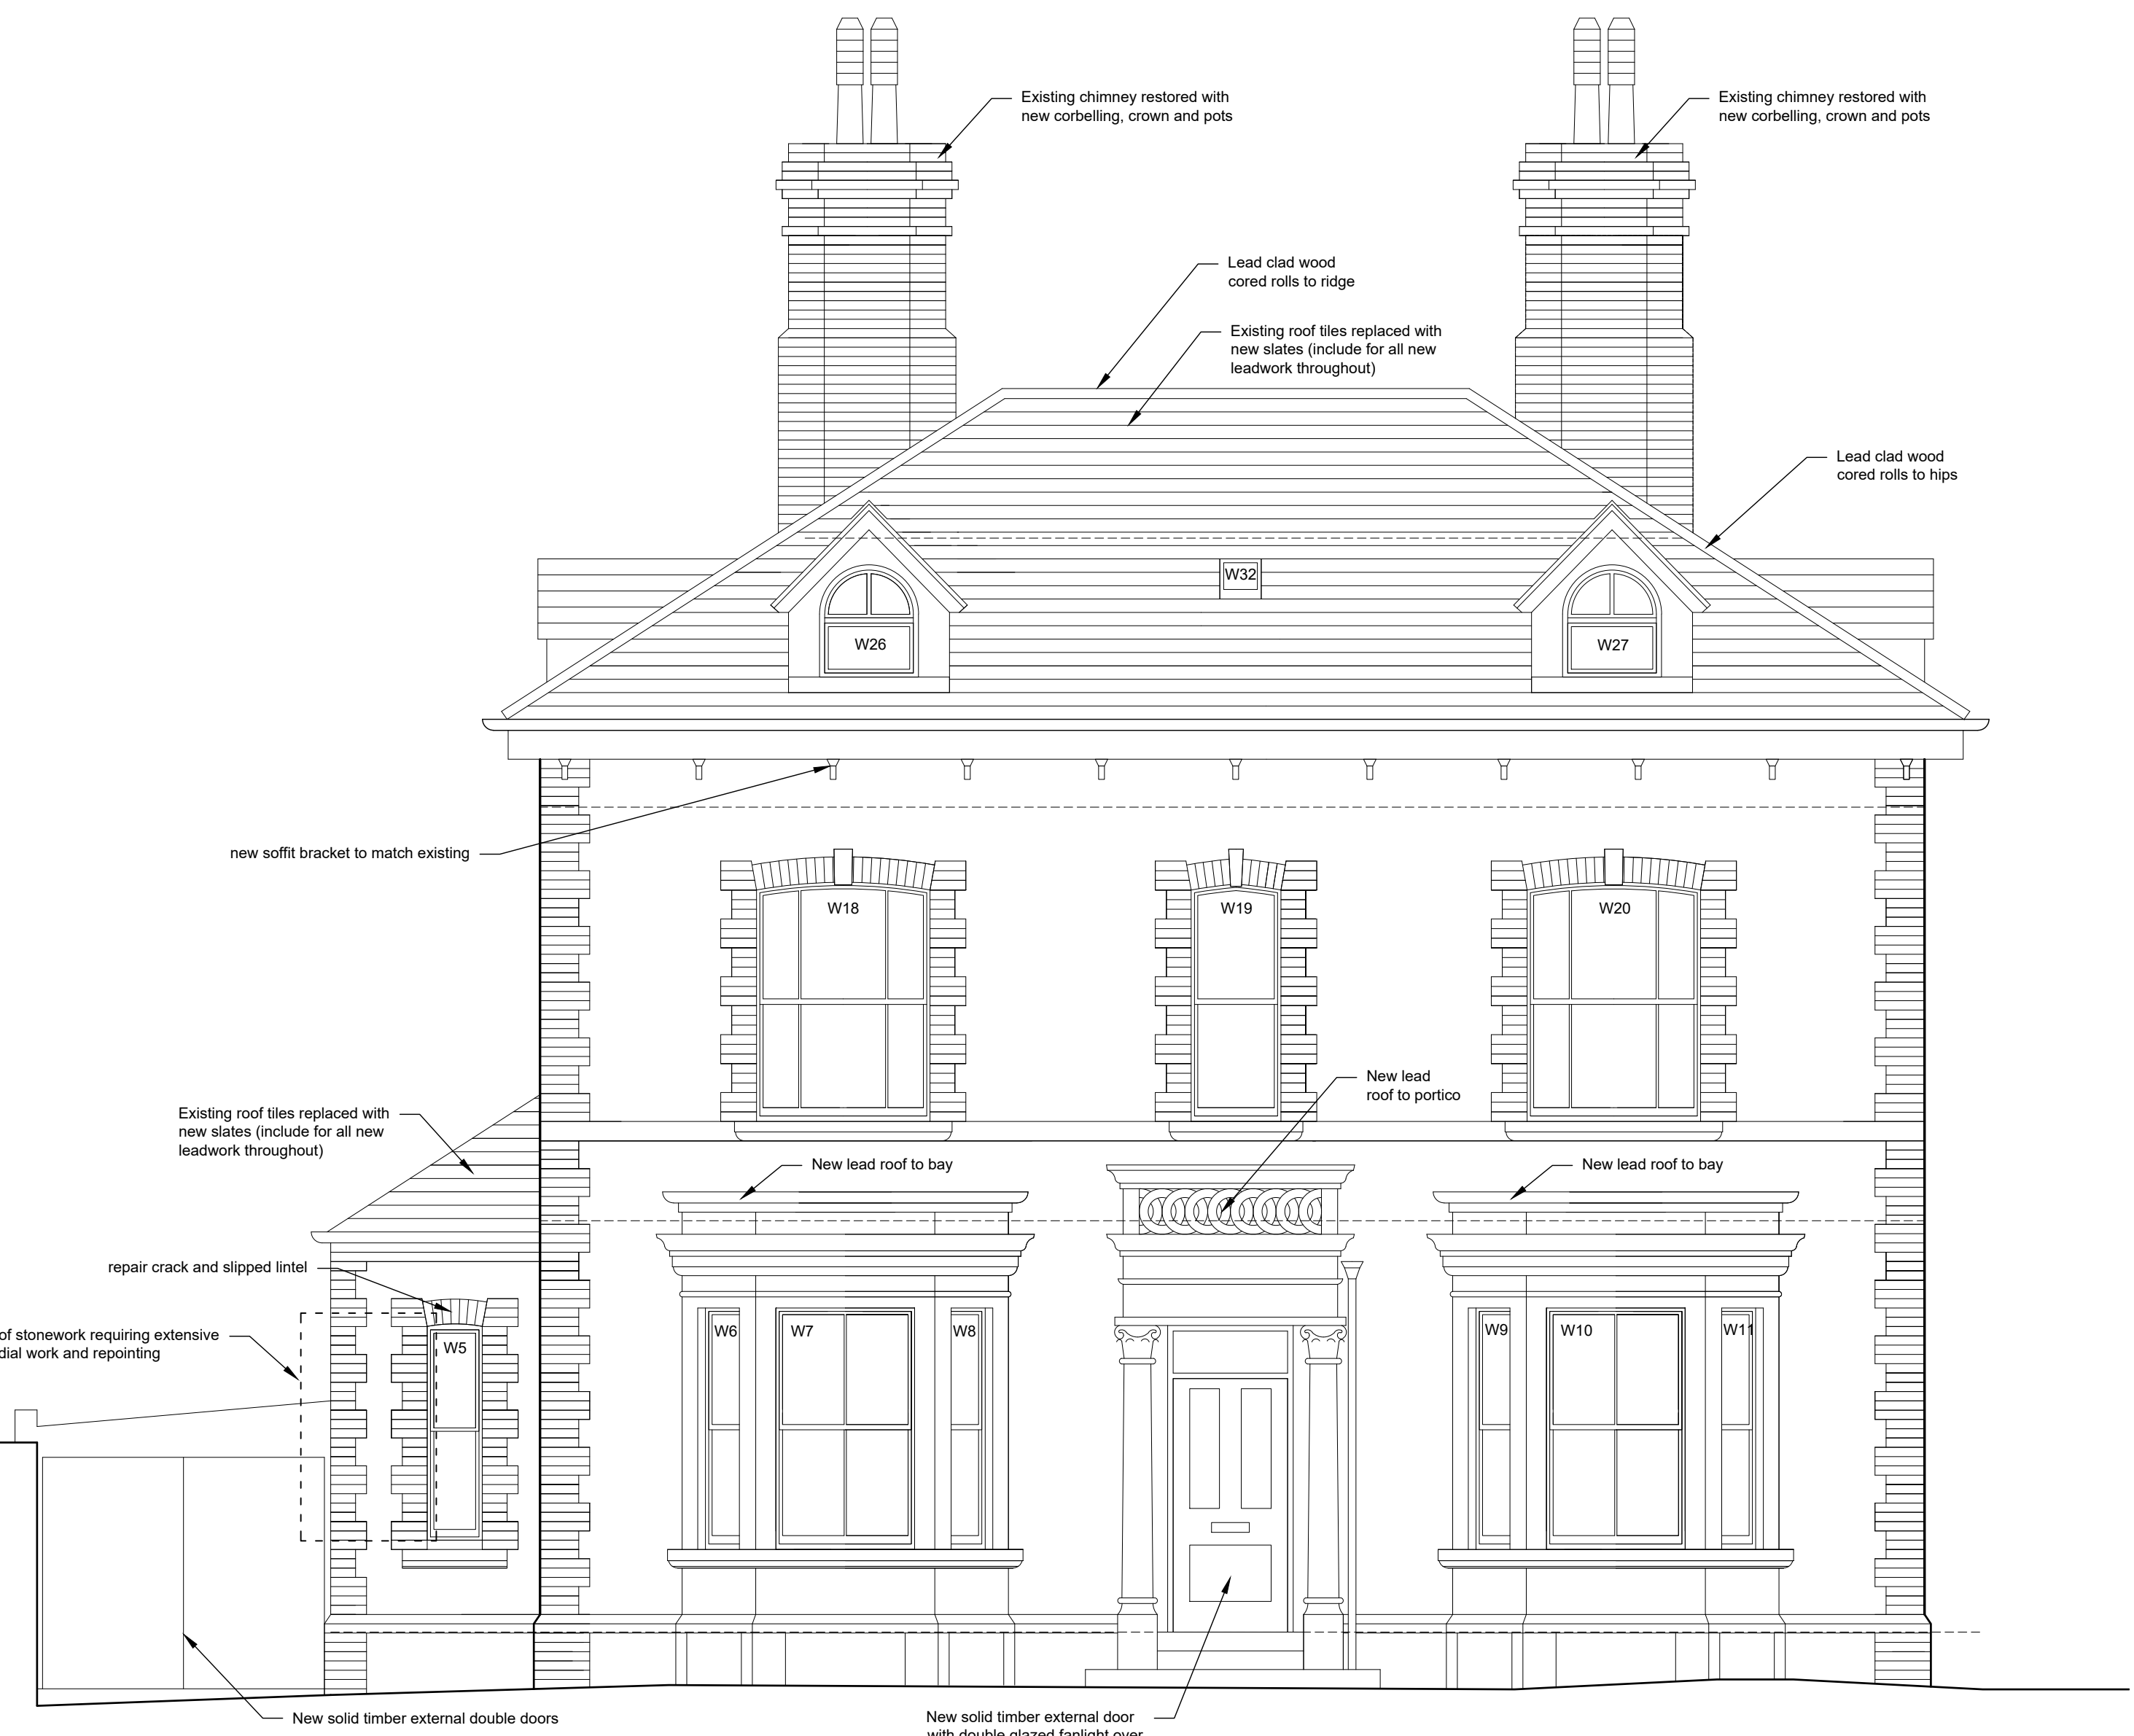 Existing chimney restored with
new corbelling, crown and pots
Existing chimney restored with
new corbelling, crown and pots
Lead clad wood
cored rolls to ridge
Existing roof tiles replaced with
new slates (include for all new
leadwork throughout)
Lead clad wood
cored rolls to hips
W32
W26
W27
new soffit bracket to match existing
W18
W19
W20
New lead
roof to portico
Existing roof tiles replaced with
new slates (include for all new
leadwork throughout)
New lead roof to bay
New lead roof to bay
repair crack and slipped lintel
of stonework requiring extensive
dial work and repointing
W5
W6
W7
W8
W9
W10
W11
New solid timber external double doors
New solid timber external door
with double glazed fanlight over